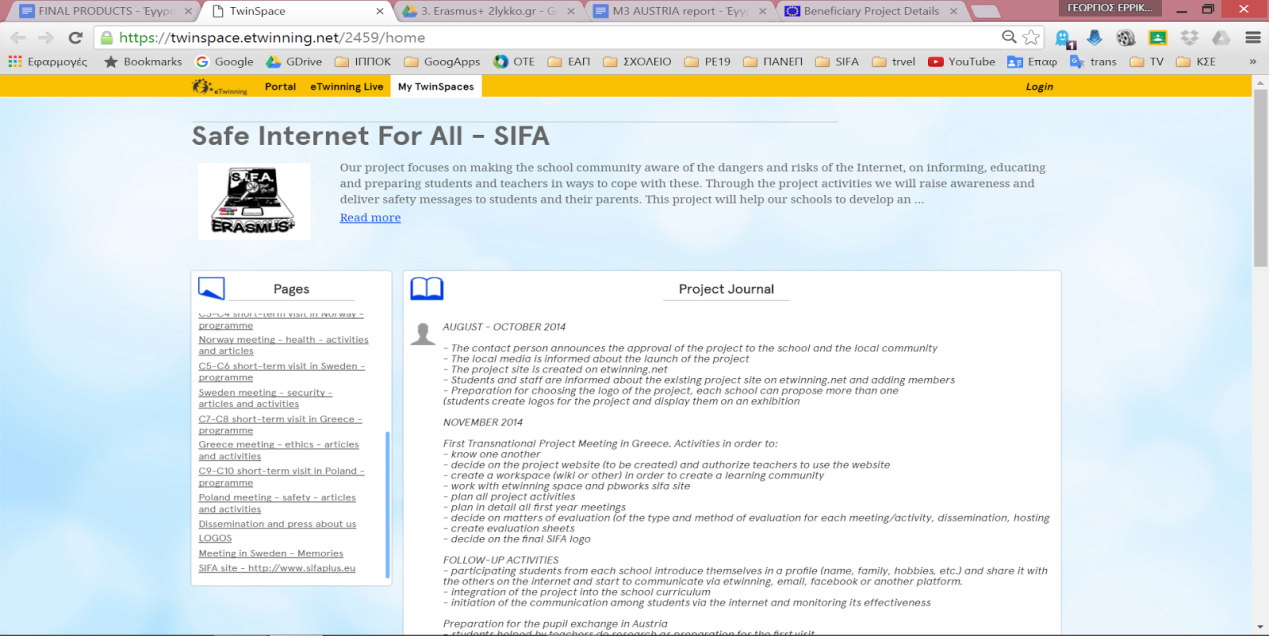 FINAL PRODUCTS - Έγγρ
TwinSpace
3. Erasmus+ 2lykko.gr - G
M3 AUSTRIA report - Έγγ
Beneficiary Project Details
ΓΕΩΡΓΙΟΣ ΕΡΡΙΚ...
https://twinspace.etwinning.net/2459/home
1
Εφαρμογές
Bookmarks
Google
GDrive
ΙΠΠΟΚ
GoogApps
ΟΤΕ
ΕΑΠ
ΣΧΟΛΕΙΟ
PE19
ΠΑΝΕΠ
SIFA
trvel
YouTube
Επαφ
trans
TV
ΚΣΕ
»
eTwinning
Portal
eTwinning Live
My TwinSpaces
Login
Safe Internet For All - SIFA
S.I.F.A.
ERASMUS+
Our project focuses on making the school community aware of the dangers and risks of the Internet, on informing, educating
and preparing students and teachers in ways to cope with these. Through the project activities we will raise awareness and
deliver safety messages to students and their parents. This project will help our schools to develop an ...
Read more
Pages
C3-C4 short-term visit in Norway -
programme
Norway meeting - health - activities
and articles
C5-C6 short-term visit in Sweden -
programme
Sweden meeting - security -
articles and activities
C7-C8 short-term visit in Greece -
programme
Greece meeting - ethics - articles
and activities
C9-C10 short-term visit in Poland -
programme
Poland meeting - safety - articles
and activities
Dissemination and press about us
LOGOS
Meeting in Sweden - Memories
SIFA site - http://www.sifaplus.eu
Project Journal
AUGUST - OCTOBER 2014
- The contact person announces the approval of the project to the school and the local community
- The local media is informed about the launch of the project
- The project site is created on etwinning.net
- Students and staff are informed about the existing project site on etwinning.net and adding members
- Preparation for choosing the logo of the project, each school can propose more than one
(students create logos for the project and display them on an exhibition
NOVEMBER 2014
First Transnational Project Meeting in Greece. Activities in order to:
- know one another
- decide on the project website (to be created) and authorize teachers to use the website
- create a workspace (wiki or other) in order to create a learning community
- work with etwinning space and pbworks sifa site
- plan all project activities
- plan in detail all first year meetings
- decide on matters of evaluation (of the type and method of evaluation for each meeting/activity, dissemination, hosting
- create evaluation sheets
- decide on the final SIFA logo
FOLLOW-UP ACTIVITIES
- participating students from each school introduce themselves in a profile (name, family, hobbies, etc.) and share it with
the others on the internet and start to communicate via etwinning, email, facebook or another platform.
- integration of the project into the school curriculum
- initiation of the communication among students via the internet and monitoring its effectiveness
Preparation for the pupil exchange in Austria
- students helped by teachers do research as preparation for the first visit